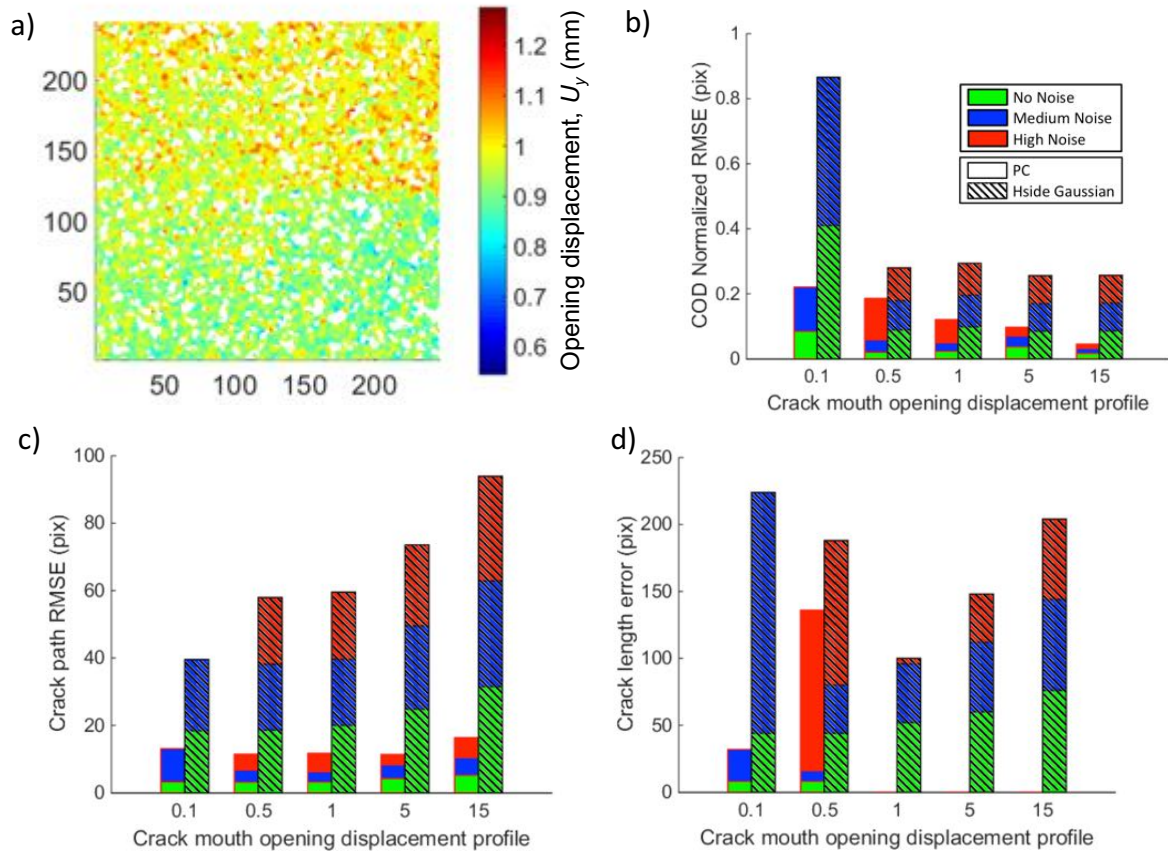 a)
200
150
100
50
50
100
150
200
1.2
1.1
1
0.9
0.8
0.7
0.6
Opening displacement, Uy (mm)
b)
1
0.8
0.6
0.4
0.2
0
COD Normalized RMSE (pix)
No Noise
Medium Noise
High Noise
PC
Hside Gaussian
0.1 0.5 1 5 15
Crack mouth opening displacement profile
c)
100
80
60
40
20
0
Crack path RMSE (pix)
0.1 0.5 1 5 15
Crack mouth opening displacement profile
d)
250
200
150
100
50
0
Crack length error (pix)
0.1 0.5 1 5 15
Crack mouth opening displacement profile